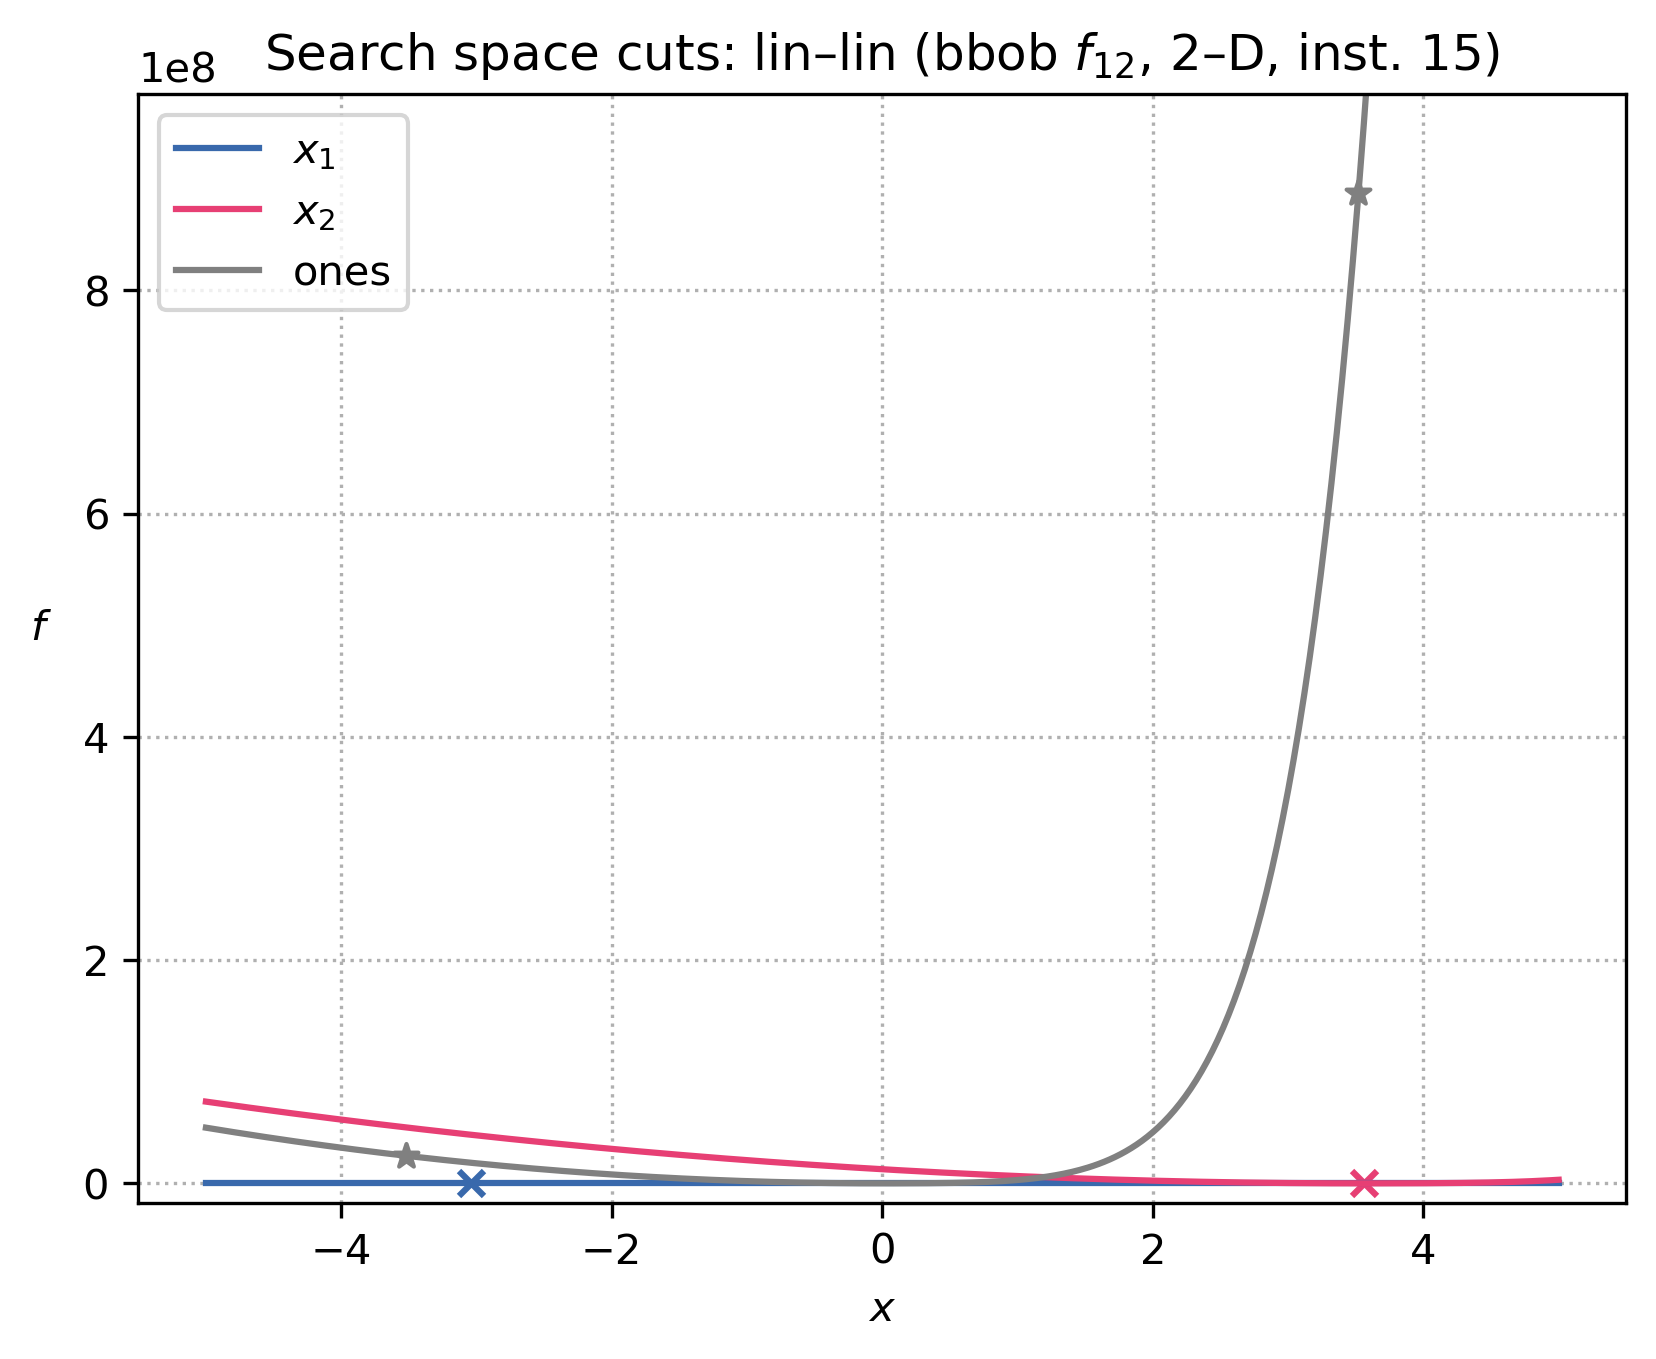 Search space cuts: lin–lin (bbob f₁₂, 2–D, inst. 15)
1e8
x₁
x₂
ones
8
6
4
2
0
f
−4 −2 0 2 4
x